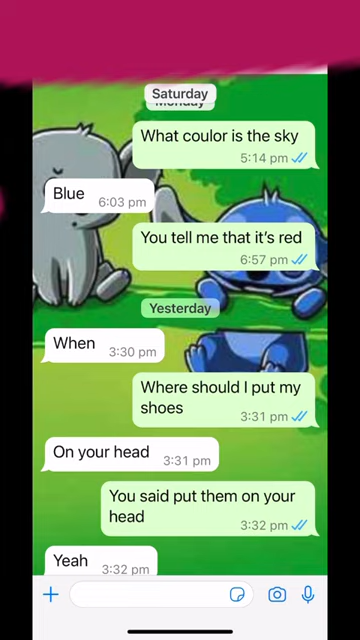 Saturday
Monday
What coulor is the sky
5:14 pm
Blue
6:03 pm
You tell me that it's red
6:57 pm
Yesterday
When
3:30 pm
Where should I put my
shoes
3:31 pm
On your head
3:31 pm
You said put them on your
head
3:32 pm
Yeah
3:32 pm